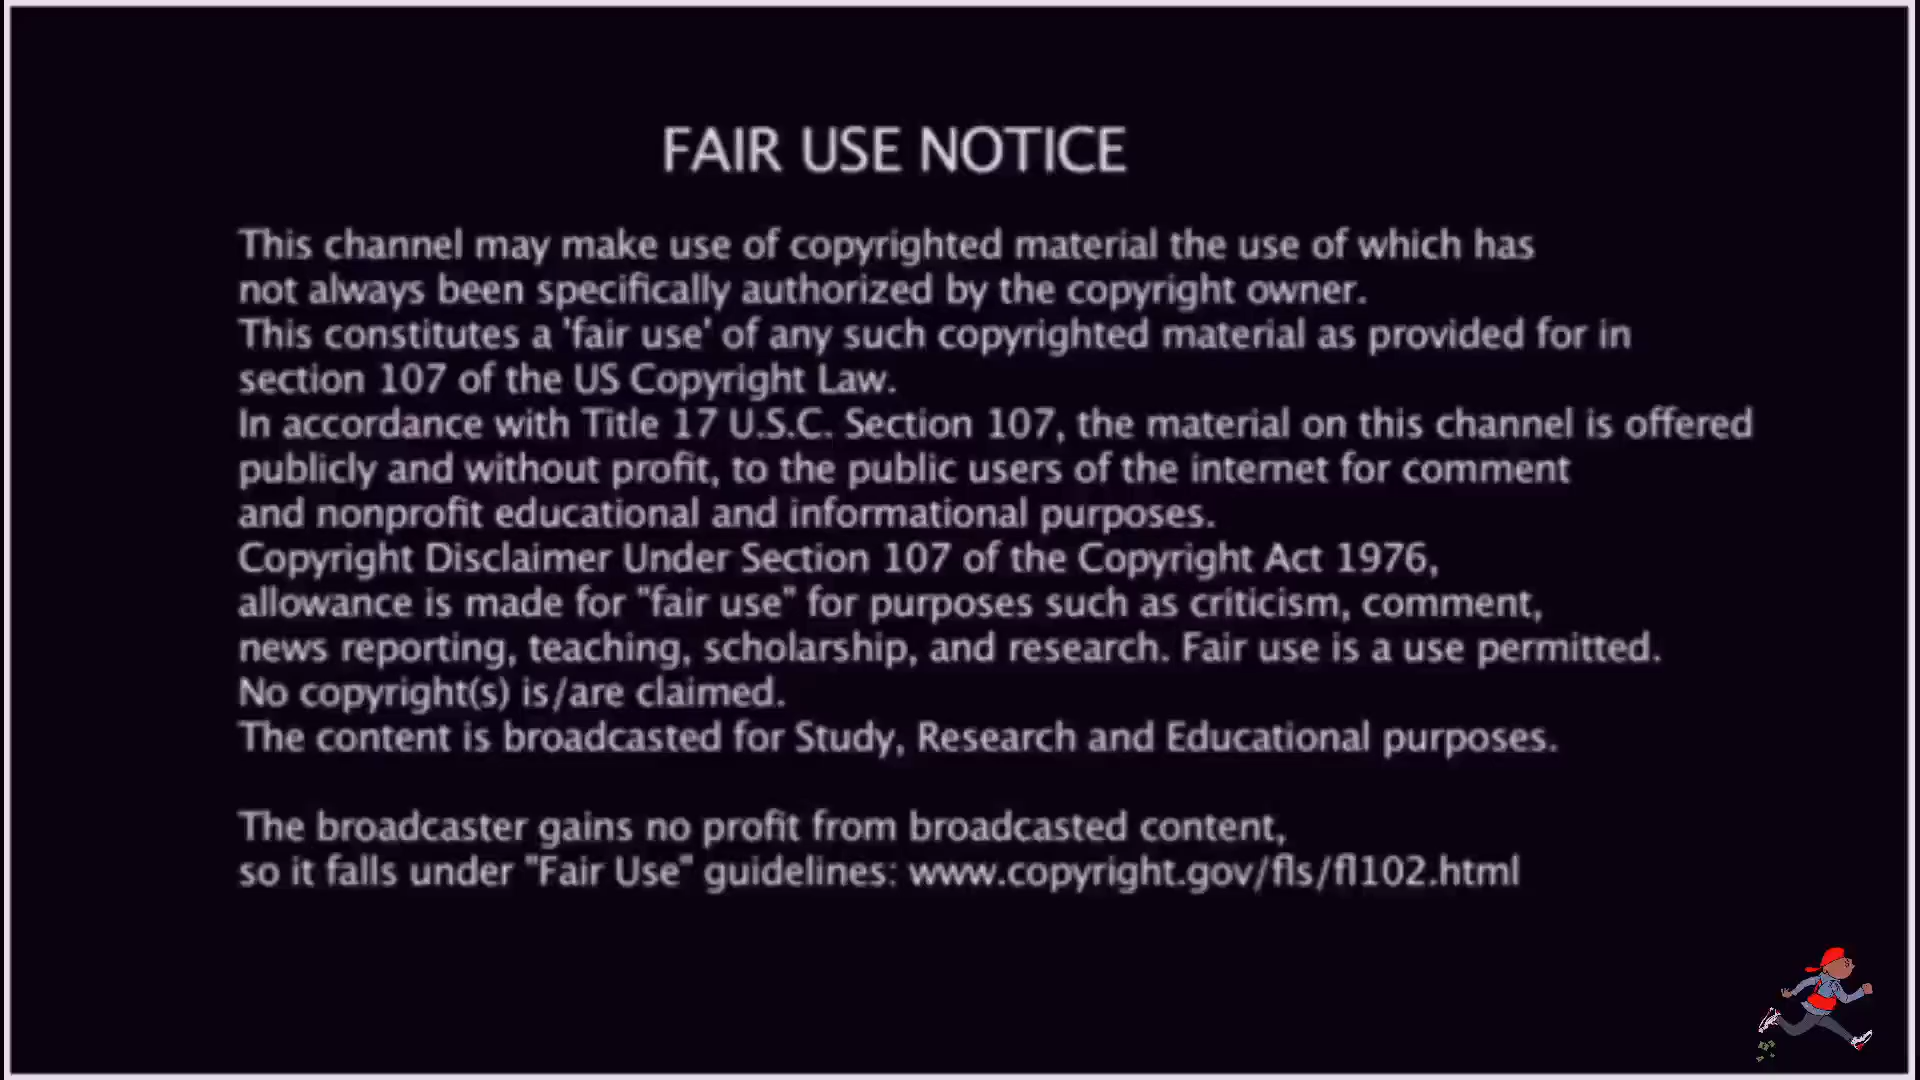 FAIR USE NOTICE
This channel may make use of copyrighted material the use of which has
not always been specifically authorized by the copyright owner.
This constitutes a 'fair use' of any such copyrighted material as provided for in
section 107 of the US Copyright Law.
In accordance with Title 17 U.S.C. Section 107, the material on this channel is offered
publicly and without profit, to the public users of the internet for comment
and nonprofit educational and informational purposes.
Copyright Disclaimer Under Section 107 of the Copyright Act 1976,
allowance is made for "fair use" for purposes such as criticism, comment,
news reporting, teaching, scholarship, and research. Fair use is a use permitted.
No copyright(s) is/are claimed.
The content is broadcasted for Study, Research and Educational purposes.
The broadcaster gains no profit from broadcasted content,
so it falls under "Fair Use" guidelines: www.copyright.gov/fls/fl102.html